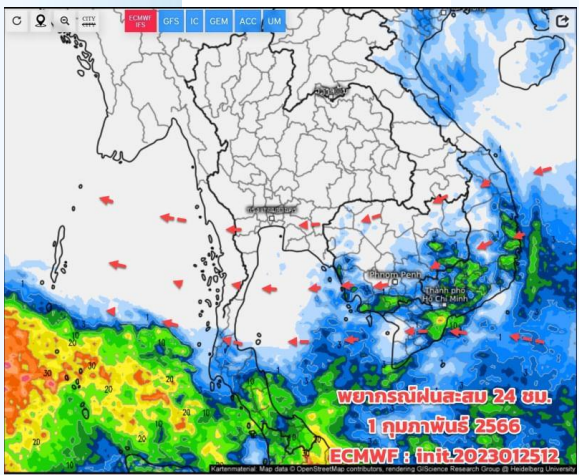 CITY
CITY
ECMWF
IFS
GFS
IC
GEM
ACC
UM
Phnom Penh
Thành phố
Hồ Chí Minh
พยากรณ์ฝนสะสม 24 ชม.
1 กุมภาพันธ์ 2566
ECMWF : init.2023012512
Kartenmaterial: Map data © OpenStreetMap contributors, rendering GIScience Research Group @ Heidelberg Universit